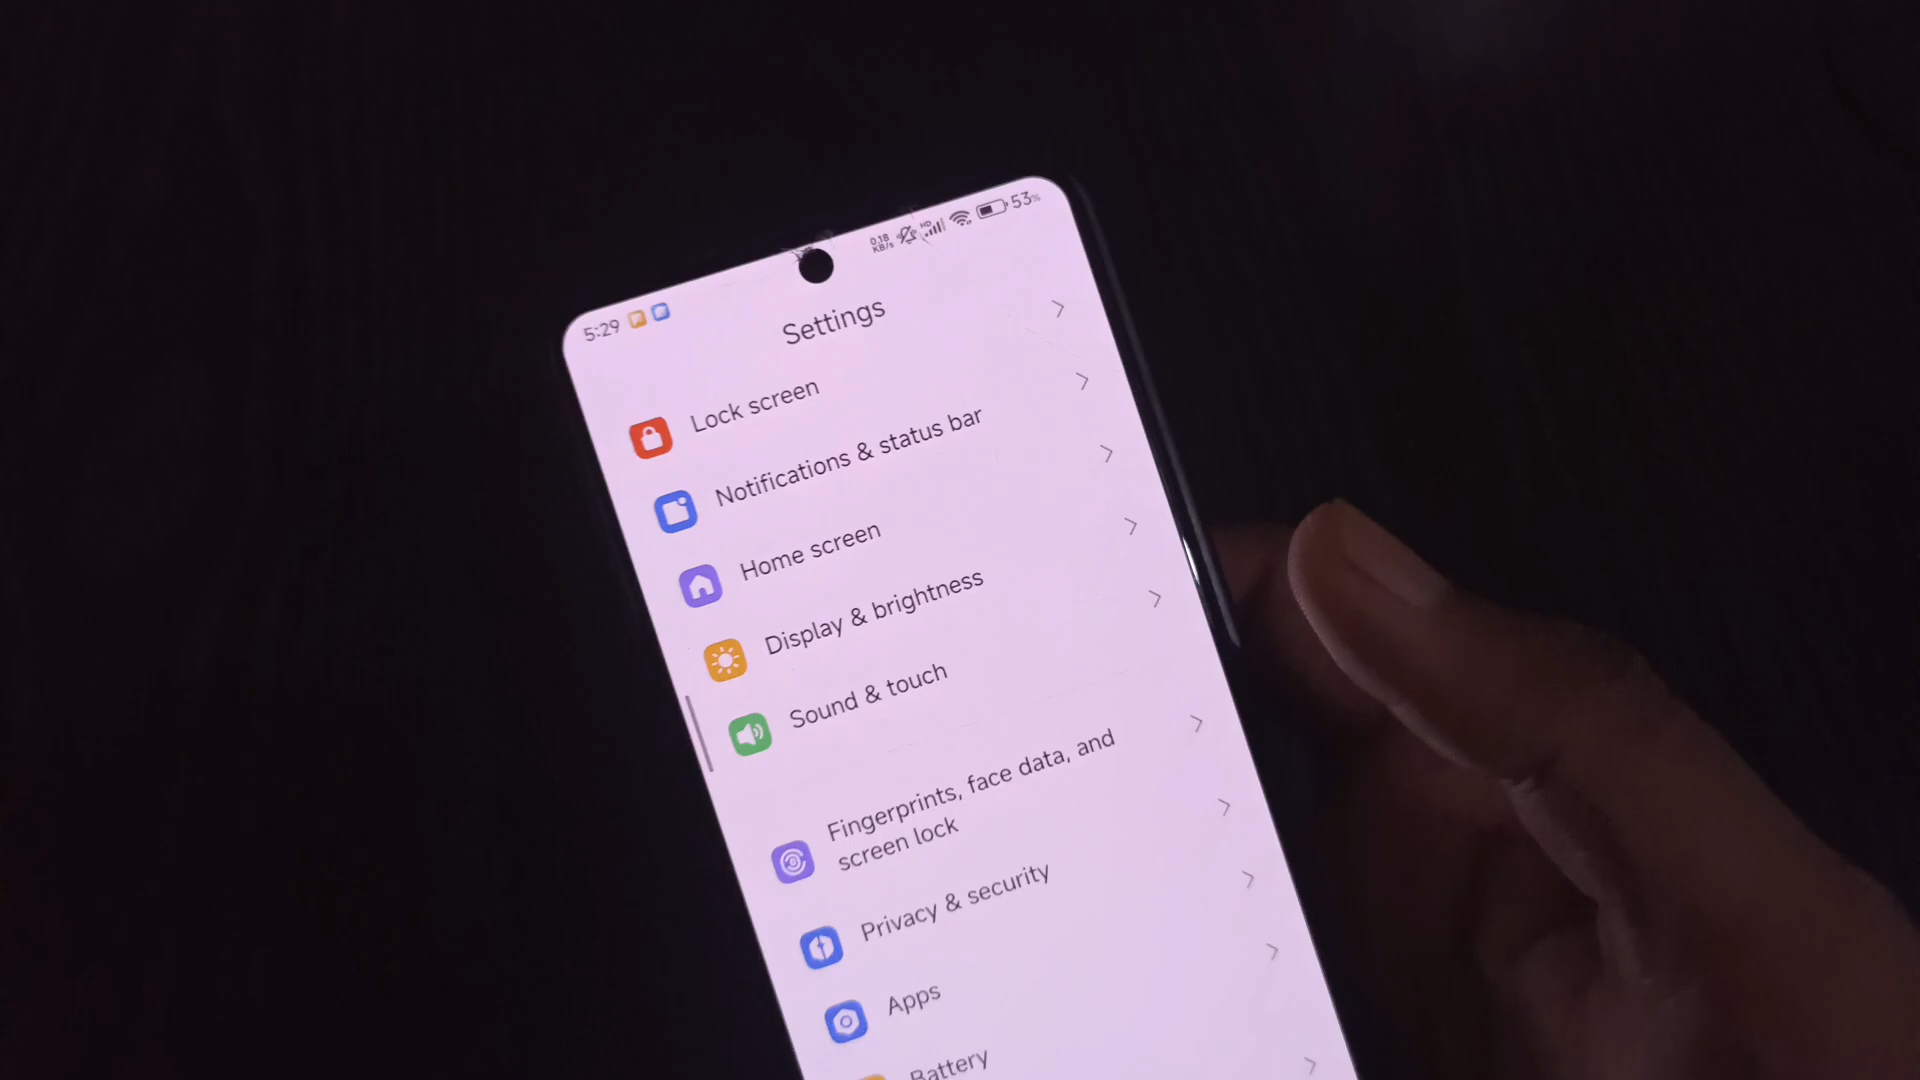 5:29
0.18 KB/s HD 53%
Settings
Lock screen
Notifications & status bar
Home screen
Display & brightness
Sound & touch
Fingerprints, face data, and
screen lock
Privacy & security
Apps
Battery